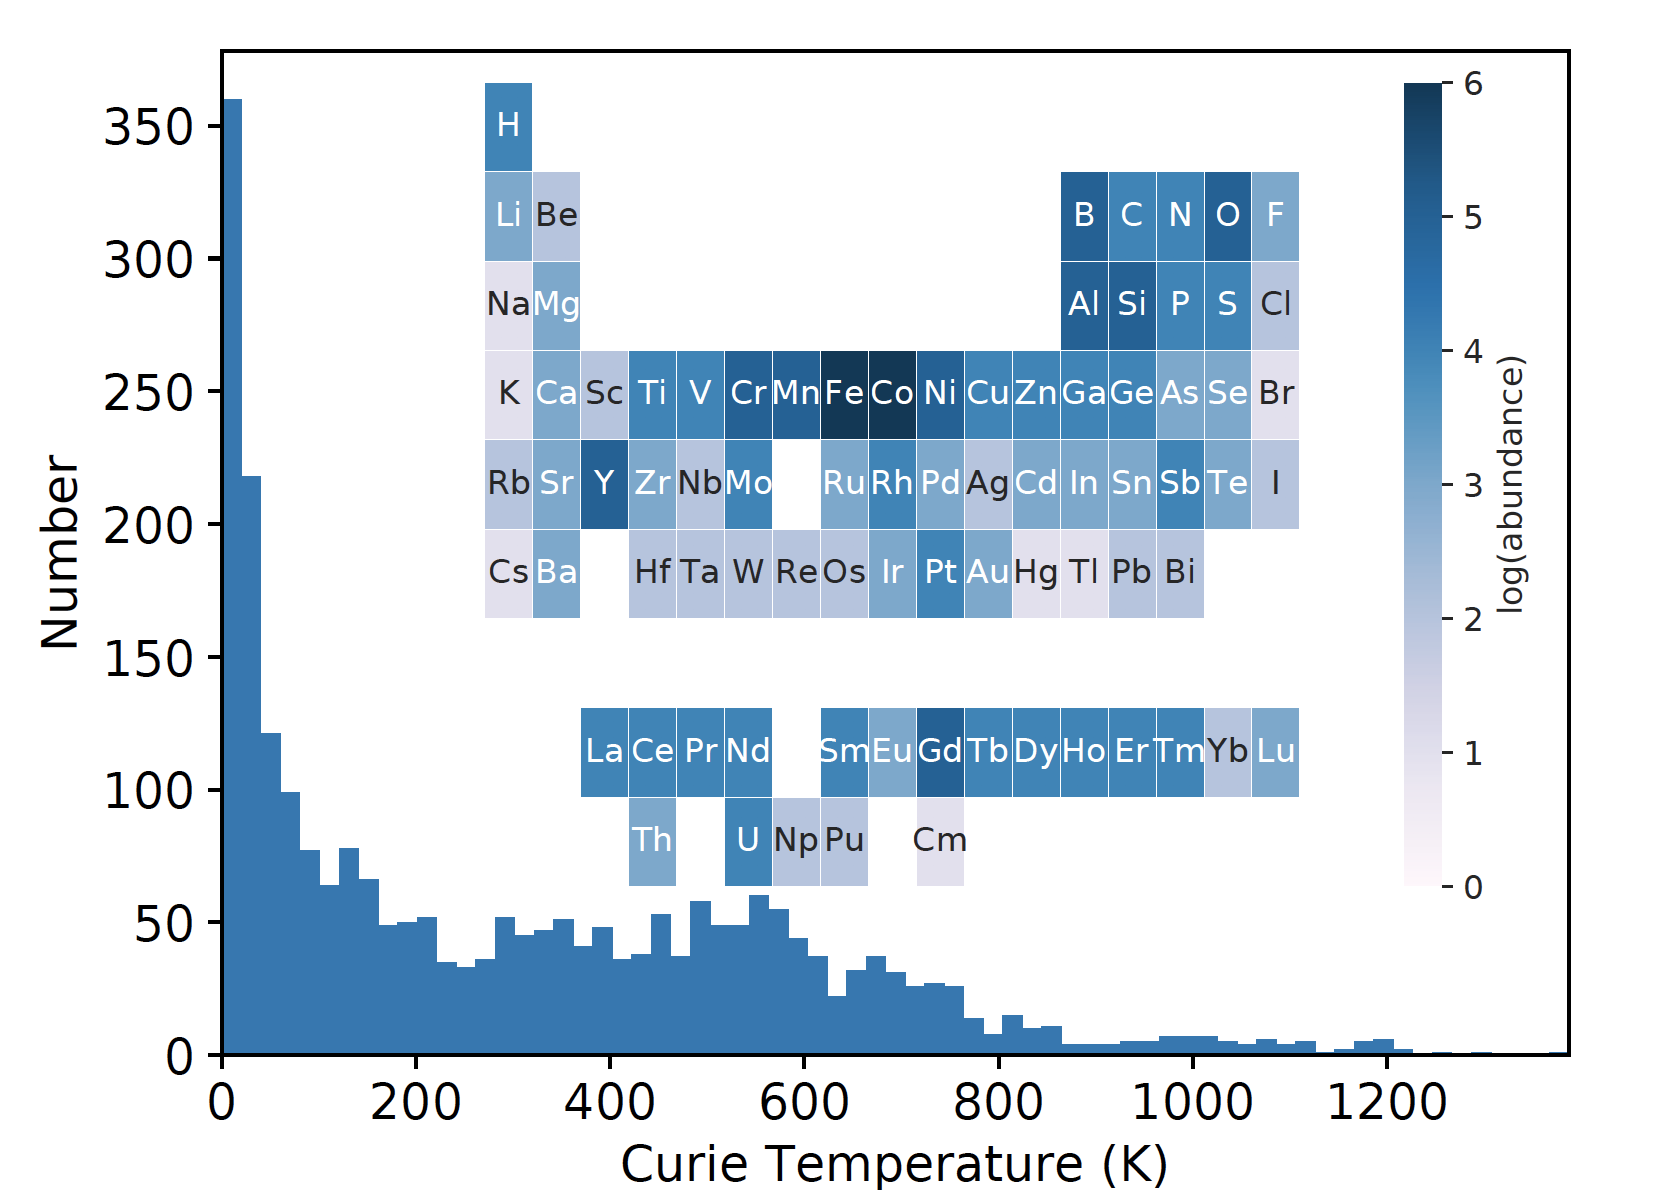 350
300
250
200
150
100
50
0
Number
0 200 400 600 800 1000 1200
Curie Temperature (K)
H
Li Be B C N O F
Na Mg Al Si P S Cl
K Ca Sc Ti V Cr Mn Fe Co Ni Cu Zn Ga Ge As Se Br
Rb Sr Y Zr Nb Mo Ru Rh Pd Ag Cd In Sn Sb Te I
Cs Ba Hf Ta W Re Os Ir Pt Au Hg Tl Pb Bi
La Ce Pr Nd Sm Eu Gd Tb Dy Ho Er Tm Yb Lu
Th U Np Pu Cm
6
5
4
3
2
1
0
log(abundance)